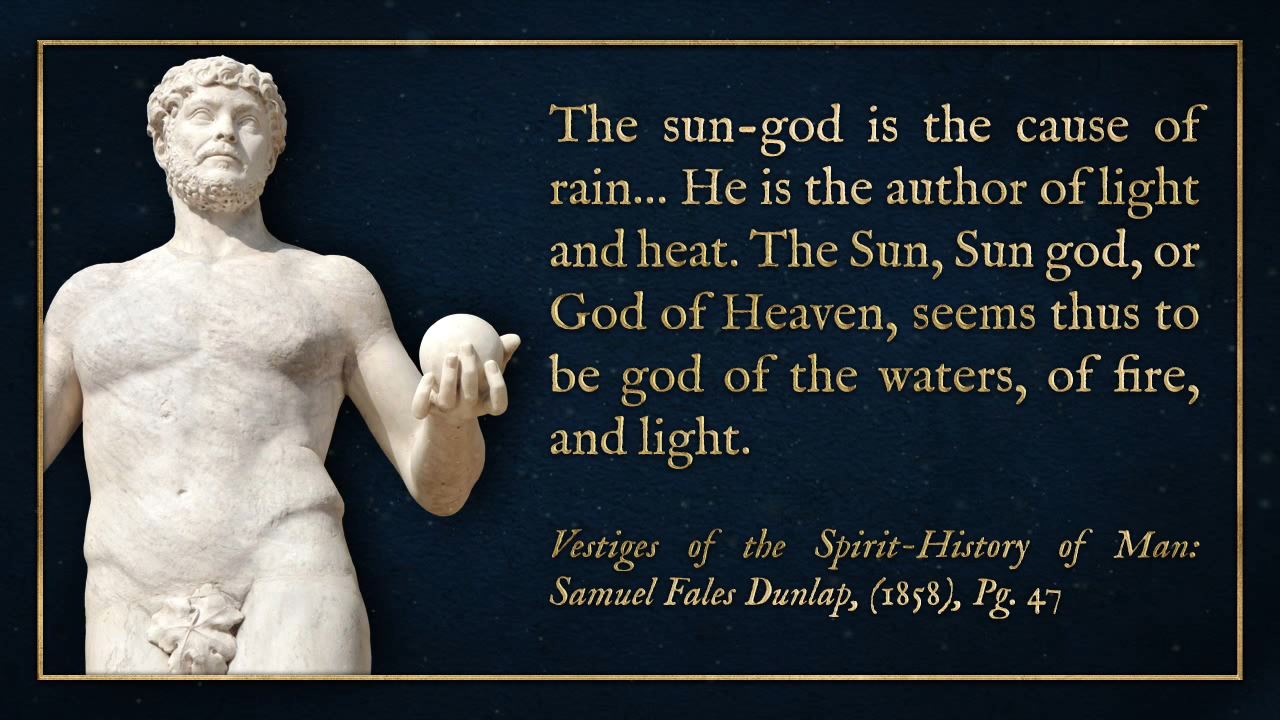 The sun-god is the cause of
rain... He is the author of light
and heat. The Sun, Sun god, or
God of Heaven, seems thus to
be god of the waters, of fire,
and light.
Vestiges of the Spirit-History of Man:
Samuel Fales Dunlap, (1858), Pg. 47